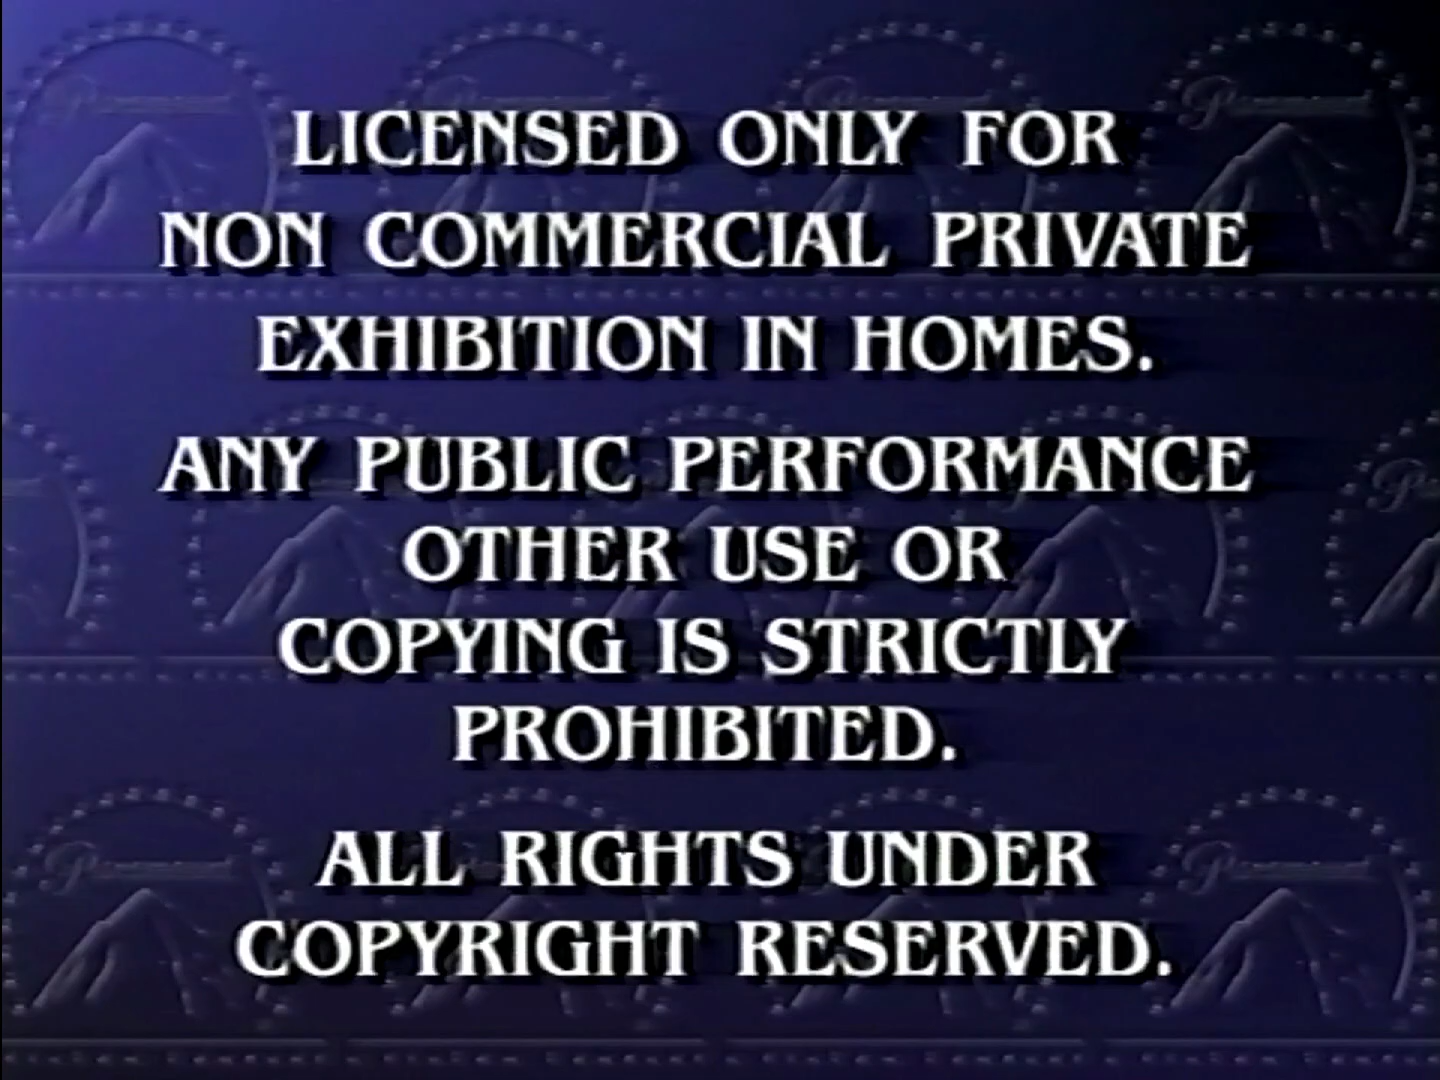 LICENSED ONLY FOR
NON COMMERCIAL PRIVATE
EXHIBITION IN HOMES.
ANY PUBLIC PERFORMANCE
OTHER USE OR
COPYING IS STRICTLY
PROHIBITED.
ALL RIGHTS UNDER
COPYRIGHT RESERVED.